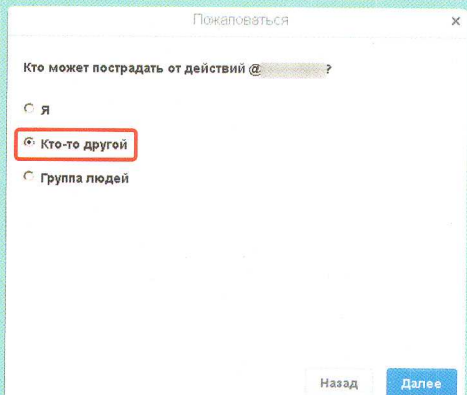 Пожаловаться ×
Кто может пострадать от действий @ ?
Я
Кто-то другой
Группа людей
Назад Далее